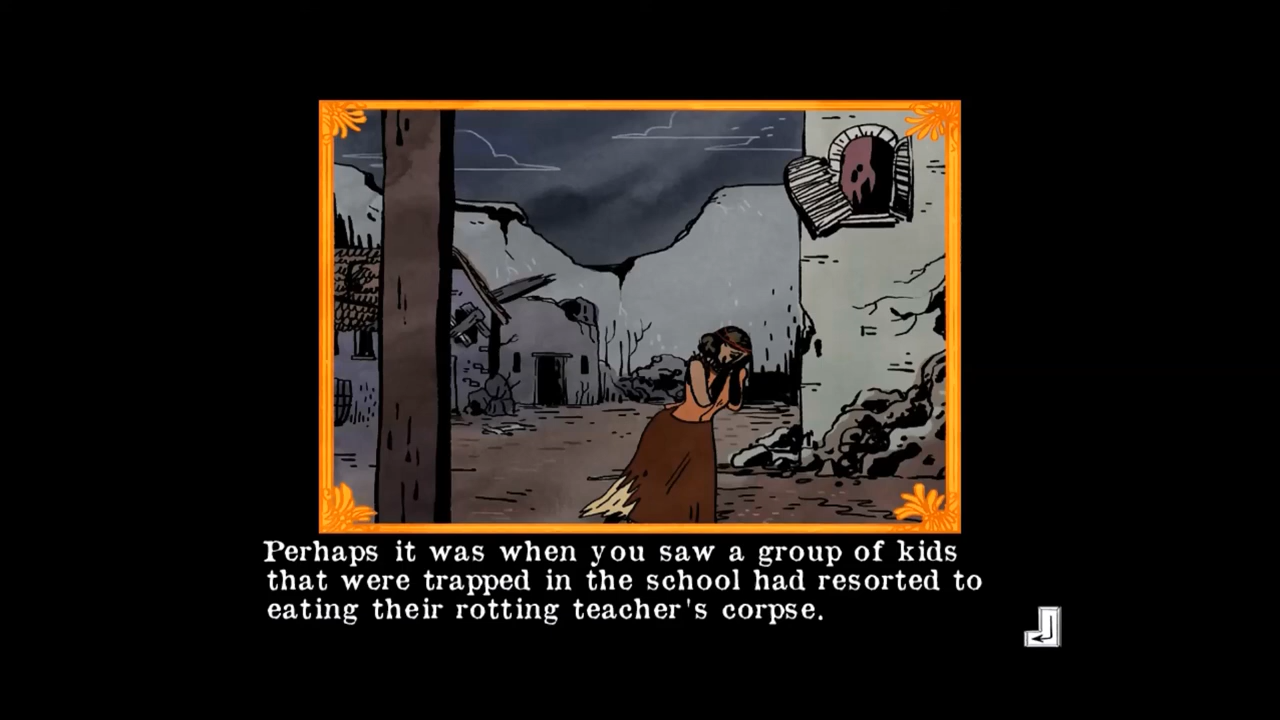 Perhaps it was when you saw a group of kids
that were trapped in the school had resorted to
eating their rotting teacher's corpse.